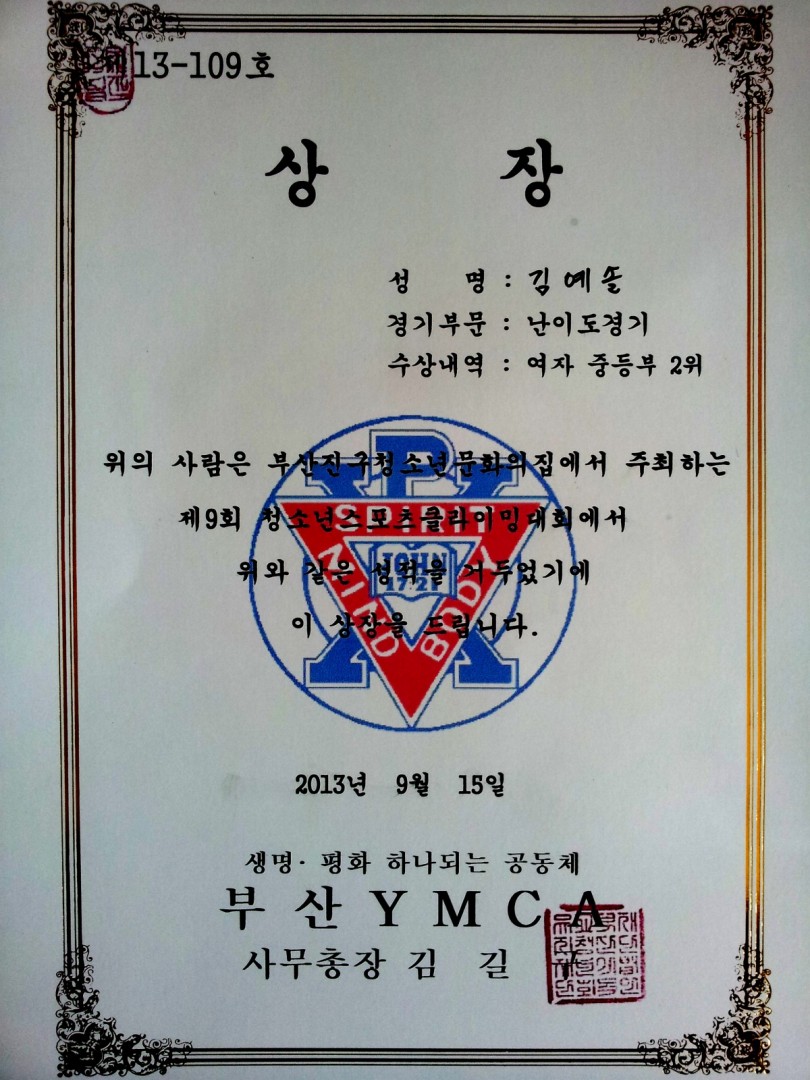 제13-109호
상 장
성 명 : 김예솔
경기부문 : 난이도경기
수상내역 : 여자 중등부 2위
위의 사람은 부산진구청소년문화의집에서 주최하는
제9회 청소년스포츠클라이밍대회에서
위와 같은 성적을 거두었기에
이 상장을 드립니다.
SPIRIT
MIND
BODY
JOHN
17:21
2013년 9월 15일
생명·평화 하나되는 공동체
부산YMCA
사무총장 김 길